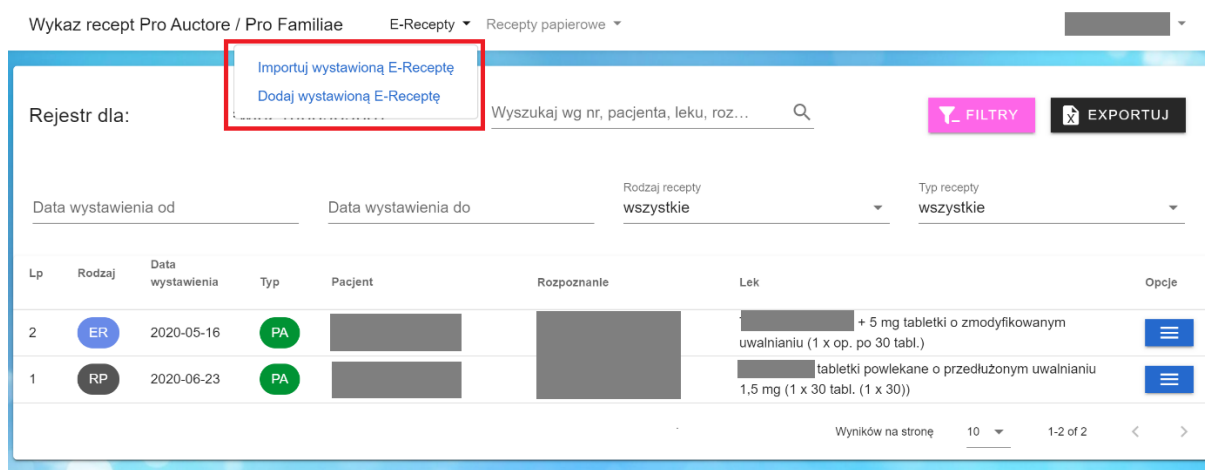 Wykaz recept Pro Auctore / Pro Familiae E-Recepty Recepty papierowe
Importuj wystawioną E-Receptę
Dodaj wystawioną E-Receptę
Rejestr dla:
Wyszukaj wg nr, pacjenta, leku, roz...
FILTRY
EXPORTUJ
Data wystawienia od
Data wystawienia do
Rodzaj recepty
wszystkie
Typ recepty
wszystkie
Lp Rodzaj Data wystawienia Typ Pacjent Rozpoznanie Lek Opcje
2 ER 2020-05-16 PA + 5 mg tabletki o zmodyfikowanym
uwalnianiu (1 x op. po 30 tabl.)
1 RP 2020-06-23 PA tabletki powlekane o przedłużonym uwalnianiu
1,5 mg (1 x 30 tabl. (1 x 30))
Wyników na stronę 10 1-2 of 2